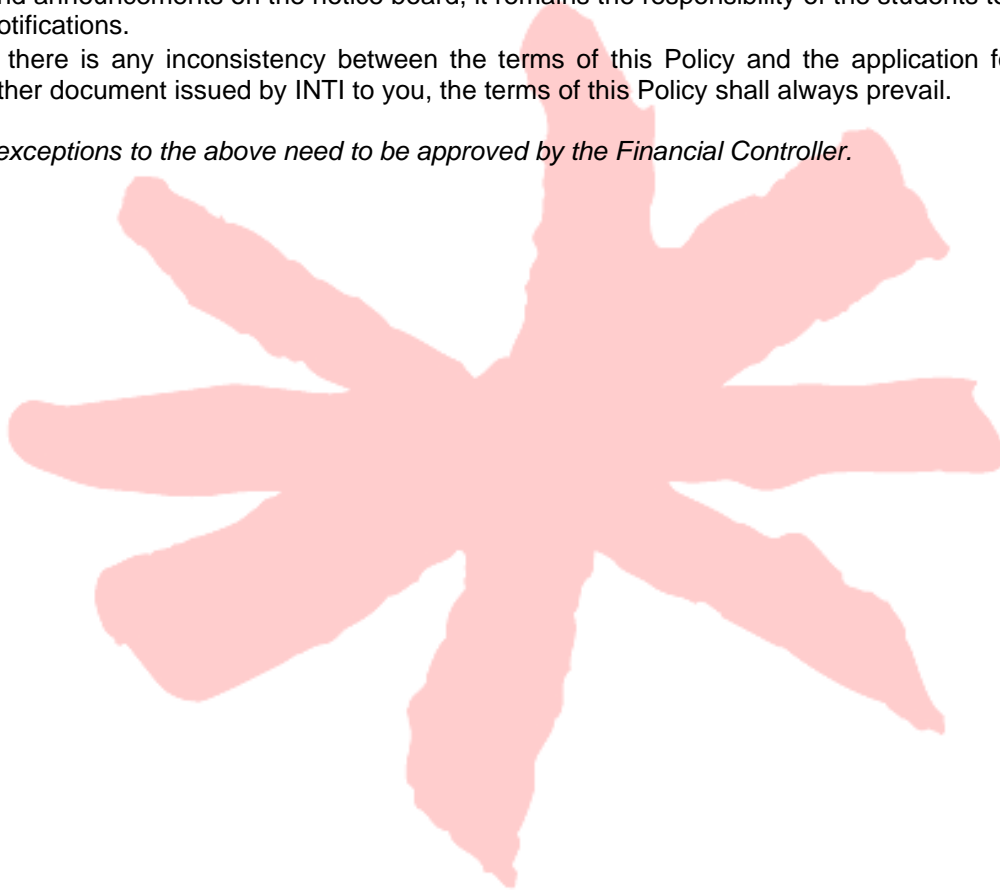 nd announcements on the notice board, it remains the responsibility of the students to
otifications.
there is any inconsistency between the terms of this Policy and the application fo
ther document issued by INTI to you, the terms of this Policy shall always prevail.
exceptions to the above need to be approved by the Financial Controller.